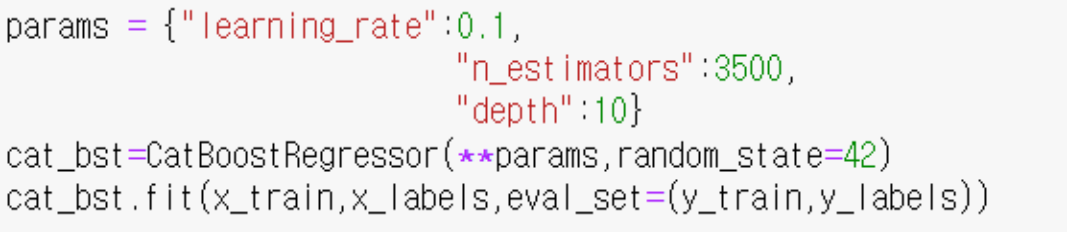 params = {"learning_rate":0.1,
"n_estimators":3500,
"depth":10}
cat_bst=CatBoostRegressor(**params,random_state=42)
cat_bst.fit(x_train,x_labels,eval_set=(y_train,y_labels))